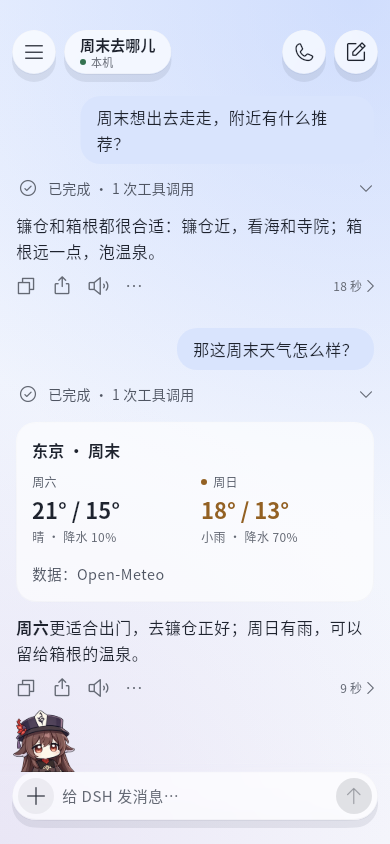 周末去哪儿
本机
周末想出去走走，附近有什么推
荐？
已完成 · 1 次工具调用
镰仓和箱根都很合适：镰仓近，看海和寺院；箱
根远一点，泡温泉。
18 秒
那这周末天气怎么样？
已完成 · 1 次工具调用
东京 · 周末
周六
周日
21° / 15°
18° / 13°
晴 · 降水 10%
小雨 · 降水 70%
数据：Open-Meteo
周六更适合出门，去镰仓正好；周日有雨，可以
留给箱根的温泉。
9 秒
给 DSH 发消息…